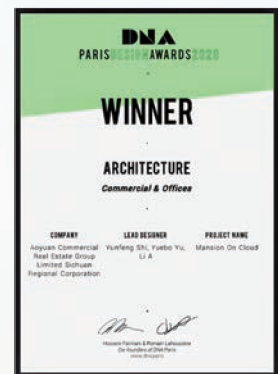 DNA
PARIS DESIGN AWARDS 2020
WINNER
ARCHITECTURE
Commercial & Offices
COMPANY
Aoyuan Commercial
Real Estate Group
Limited Sichuan
Regional Corporation
LEAD DESIGNER
Yunfeng Shi, Yuebo Yu,
Li A
PROJECT NAME
Mansion On Cloud
Co-founders of DNA Paris